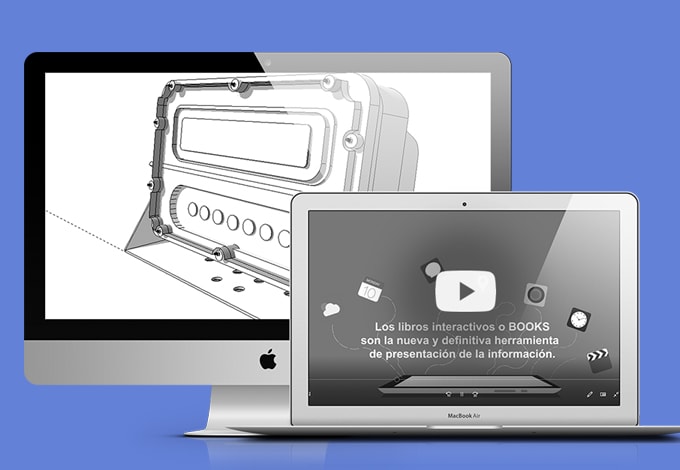 10
Los libros interactivos o BOOKS
son la nueva y definitiva herramienta
de presentación de la información.
MacBook Air